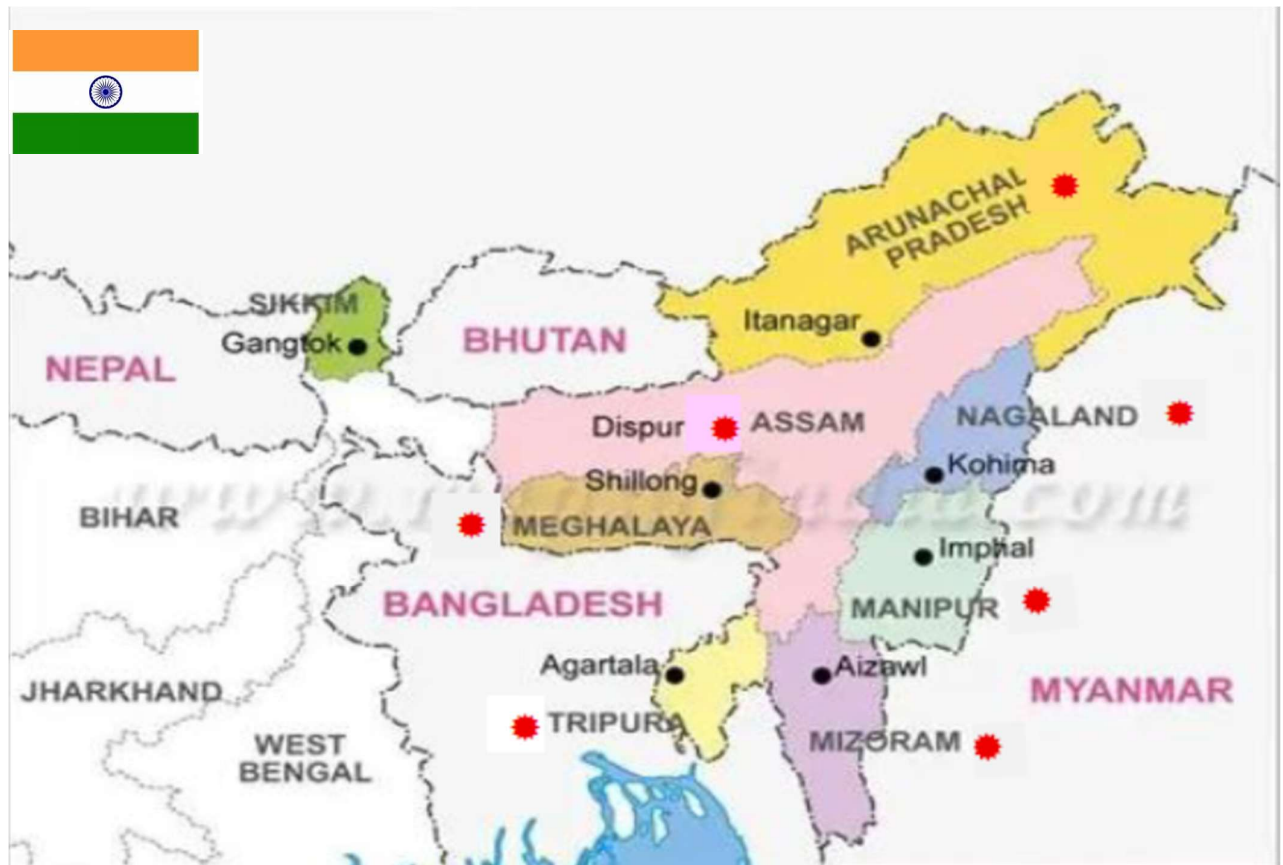 ARUNACHAL
PRADESH
SIKKIM
Itanagar
Gangtok
BHUTAN
NEPAL
Dispur
ASSAM
NAGALAND
Kohima
Shillong
BIHAR
MEGHALAYA
Imphal
BANGLADESH
MANIPUR
Agartala
Aizawl
JHARKHAND
MYANMAR
TRIPURA
WEST
BENGAL
MIZORAM